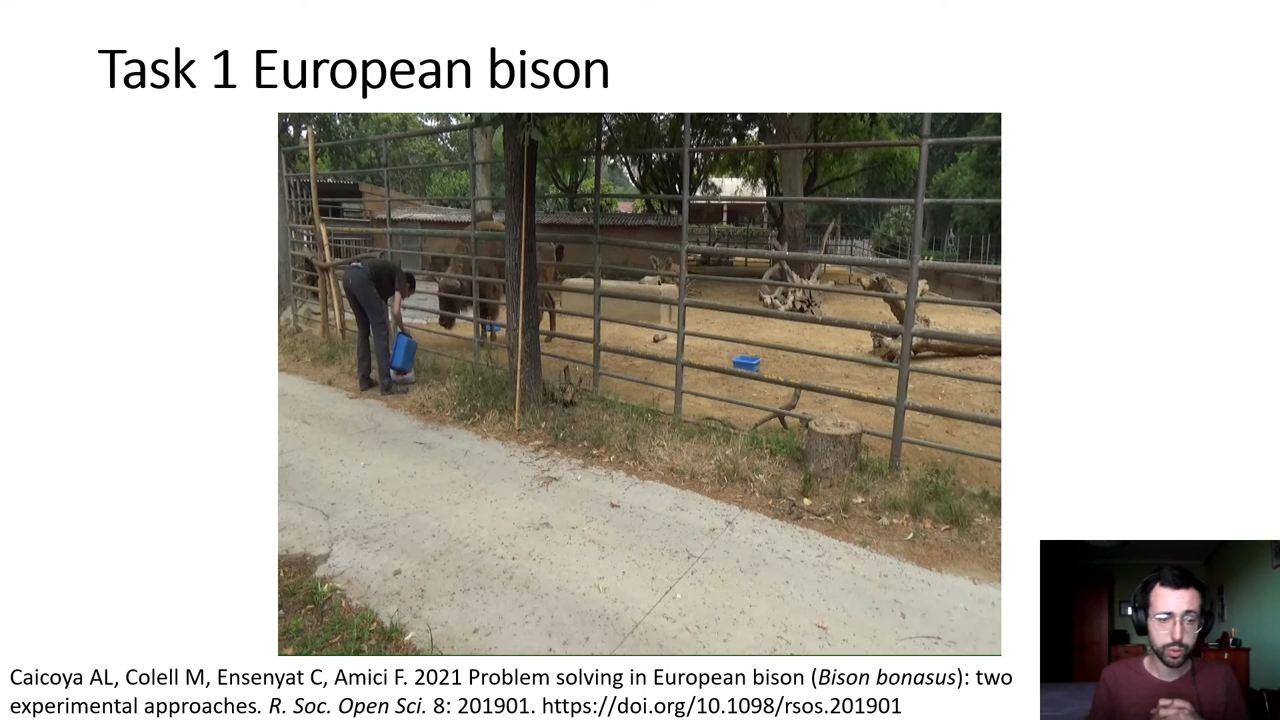 Task 1 European bison
Caicoya AL, Colell M, Ensenyat C, Amici F. 2021 Problem solving in European bison (Bison bonasus): two
experimental approaches. R. Soc. Open Sci. 8: 201901. https://doi.org/10.1098/rsos.201901